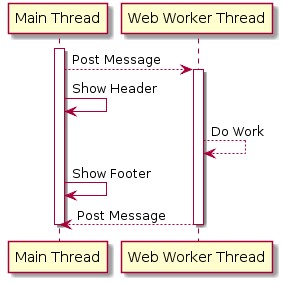 Main Thread
Web Worker Thread
Post Message
Show Header
Do Work
Show Footer
Post Message
Main Thread
Web Worker Thread